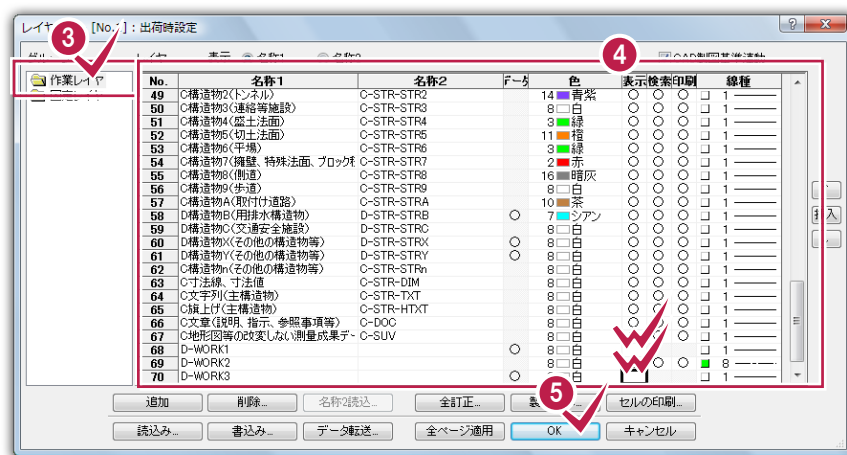 レイヤ [No.1]：出荷時設定
3
4
レイヤ 表示 名称1 名称2 CAD製図基準連動
作業レイヤ
No. 名称1 名称2 データ 色 表示 検索 印刷 線種
49 C構造物2(トンネル) C-STR-STR2 14 青紫 ○ ○ ○ 1
50 C構造物3(連絡等施設) C-STR-STR3 8 白 ○ ○ ○ 1
51 C構造物4(盛土法面) C-STR-STR4 3 緑 ○ ○ ○ 1
52 C構造物5(切土法面) C-STR-STR5 11 橙 ○ ○ ○ 1
53 C構造物6(平場) C-STR-STR6 3 緑 ○ ○ ○ 1
54 C構造物7(擁壁、特殊法面、ブロック積 C-STR-STR7 2 赤 ○ ○ ○ 1
55 C構造物8(側道) C-STR-STR8 16 暗灰 ○ ○ ○ 1
56 C構造物9(歩道) C-STR-STR9 8 白 ○ ○ ○ 1
57 C構造物A(取付け道路) C-STR-STRA 10 茶 ○ ○ ○ 1
58 D構造物B(用排水構造物) D-STR-STRB ○ 7 シアン ○ ○ ○ 1
59 D構造物C(交通安全施設) D-STR-STRC 8 白 ○ ○ ○ 1
60 D構造物X(その他の構造物等) D-STR-STRX ○ 8 白 ○ ○ ○ 1
61 D構造物Y(その他の構造物等) D-STR-STRY ○ 8 白 ○ ○ ○ 1
62 C構造物n(その他の構造物等) C-STR-STRn 8 白 ○ ○ ○ 1
63 C寸法線、寸法値 C-STR-DIM 8 白 ○ ○ ○ 1
64 C文字列(主構造物) C-STR-TXT 8 白 ○ ○ ○ 1
65 C旗上げ(主構造物) C-STR-HTXT 8 白 ○ ○ ○ 1
66 C文章(説明、指示、参照事項等) C-DOC 8 白 ○ ○ ○ 1
67 C地形図等の改変しない測量成果デー C-SUV 8 白 ○ ○ 1
68 D-WORK1 ○ 8 白 1
69 D-WORK2 8 白 ○ ○ 8
70 D-WORK3 ○ 白 1
挿入
5
追加 削除... 名称2読込... 全訂正... セルの印刷...
読込み... 書込み... データ転送... 全ページ適用 OK キャンセル